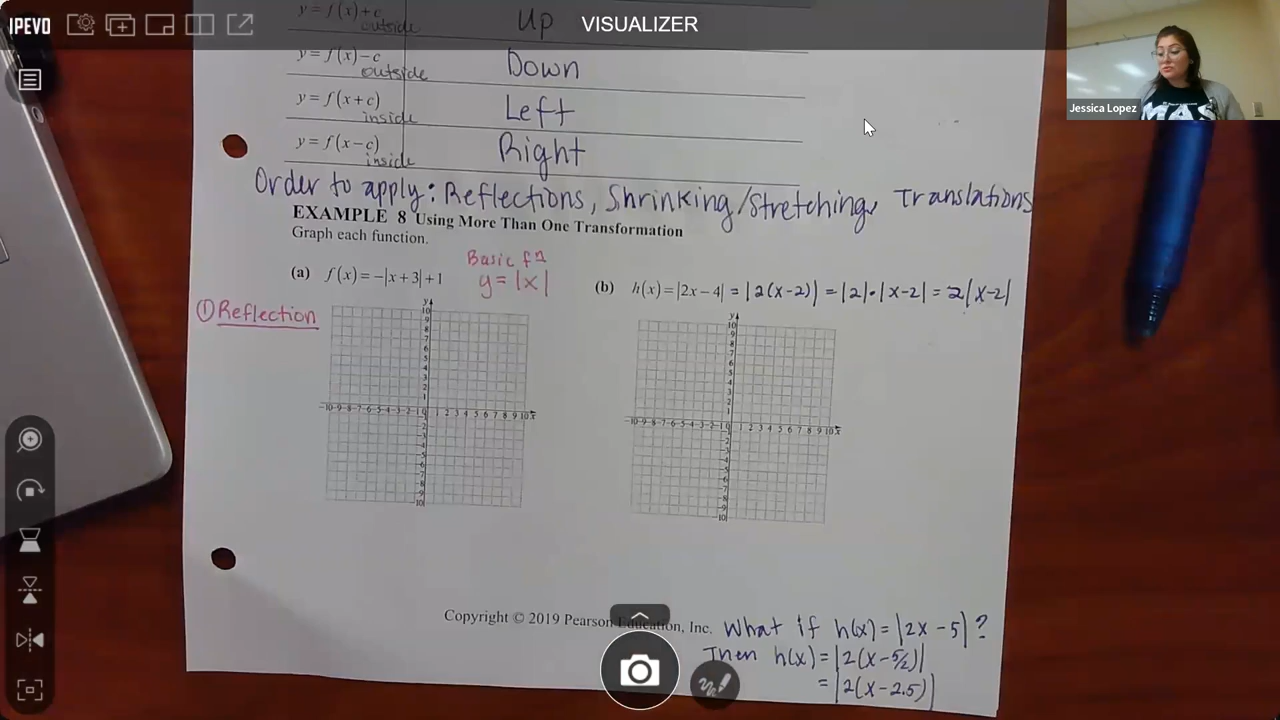 IPEVO
VISUALIZER
Jessica Lopez
y = f(x)+c
outside
Up
y = f(x)−c
outside
Down
y = f(x+c)
inside
Left
y = f(x−c)
inside
Right
Order to apply: Reflections, Shrinking/Stretching, Translations
EXAMPLE 8 Using More Than One Transformation
Graph each function.
(a) f(x) = −|x+3|+1
Basic fn
y = |x|
(b) h(x) = |2x−4| = |2(x−2)| = |2|•|x−2| = 2|x−2|
① Reflection
Copyright © 2019 Pearson Education, Inc.
What if h(x) = |2x −5| ?
Then h(x) = |2(x−5/2)|
= |2(x−2.5)|